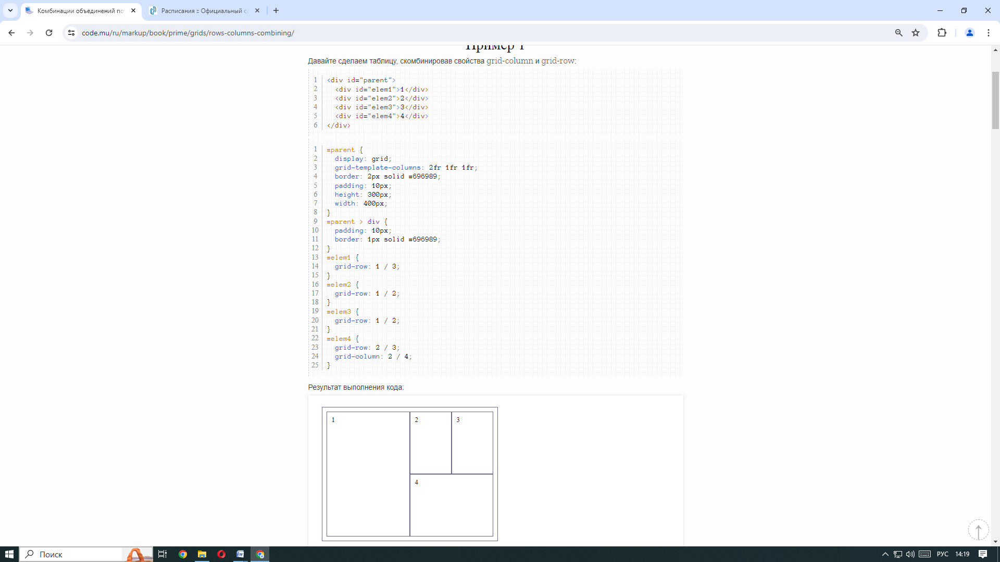 Комбинации объединений по
Расписания :: Официальный са
code.mu/ru/markup/book/prime/grids/rows-columns-combining/
Пример 1
Давайте сделаем таблицу, скомбинировав свойства grid-column и grid-row:
1 <div id="parent">
2 <div id="elem1">1</div>
3 <div id="elem2">2</div>
4 <div id="elem3">3</div>
5 <div id="elem4">4</div>
6 </div>
1 #parent {
2 display: grid;
3 grid-template-columns: 2fr 1fr 1fr;
4 border: 2px solid #696989;
5 padding: 10px;
6 height: 300px;
7 width: 400px;
8 }
9 #parent > div {
10 padding: 10px;
11 border: 1px solid #696989;
12 }
13 #elem1 {
14 grid-row: 1 / 3;
15 }
16 #elem2 {
17 grid-row: 1 / 2;
18 }
19 #elem3 {
20 grid-row: 1 / 2;
21 }
22 #elem4 {
23 grid-row: 2 / 3;
24 grid-column: 2 / 4;
25 }
Результат выполнения кода:
1 2 3
4
Поиск
РУС 14:19